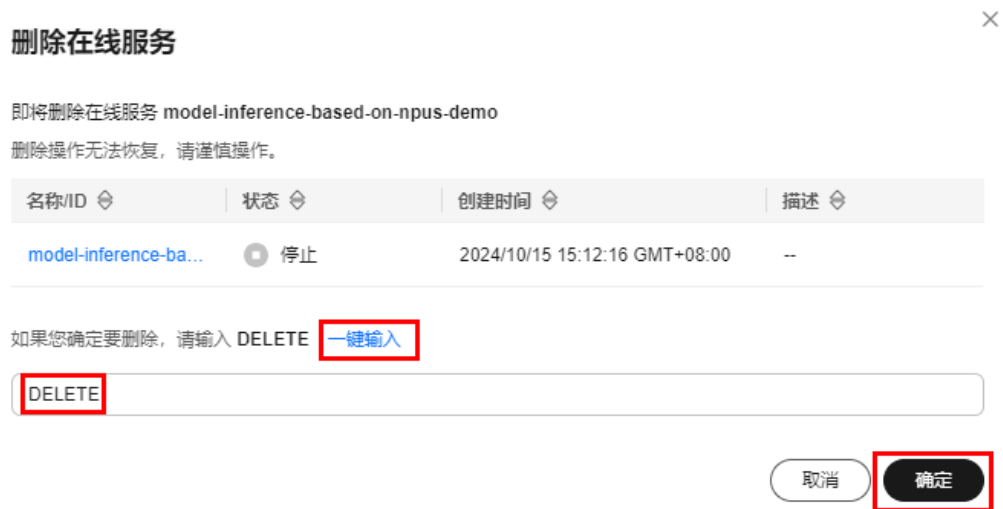 删除在线服务
即将删除在线服务 model-inference-based-on-npus-demo
删除操作无法恢复，请谨慎操作。
名称/ID 状态 创建时间 描述
model-inference-ba... 停止 2024/10/15 15:12:16 GMT+08:00 --
如果您确定要删除，请输入 DELETE 一键输入
DELETE
取消 确定